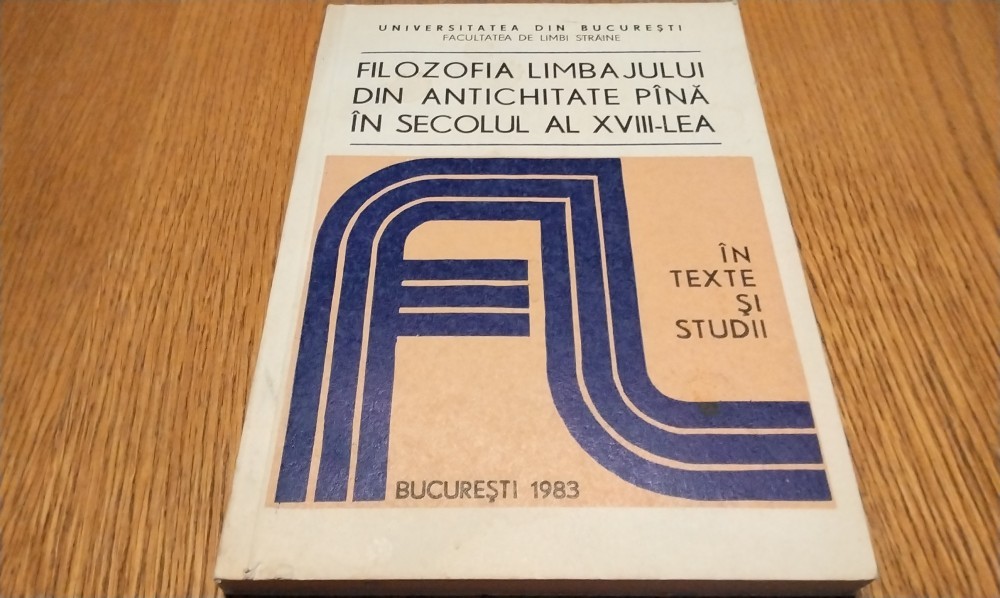 UNIVERSITATEA DIN BUCUREŞTI
FACULTATEA DE LIMBI STRĂINE
FILOZOFIA LIMBAJULUI
DIN ANTICHITATE PÎNĂ
ÎN SECOLUL AL XVIII-LEA
ÎN
TEXTE
ŞI
STUDII
BUCUREŞTI 1983